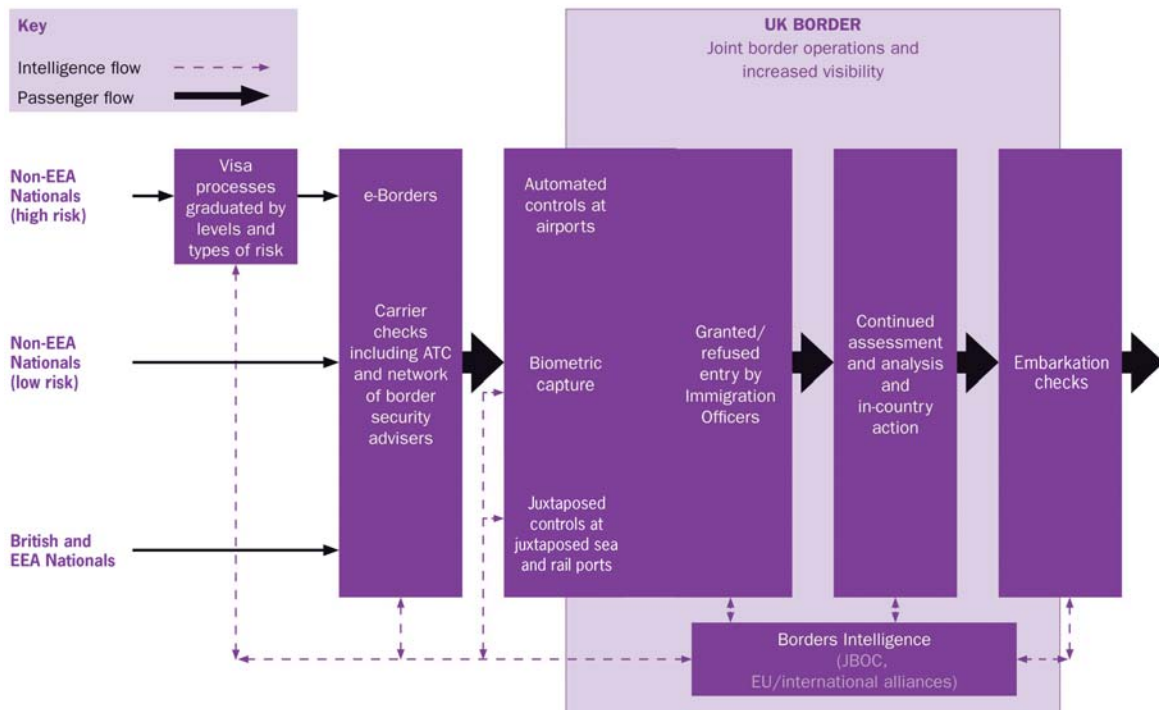 Key
Intelligence flow
Passenger flow
UK BORDER
Joint border operations and
increased visibility
Non-EEA
Nationals
(high risk)
Visa
processes
graduated by
levels and
types of risk
e-Borders
Automated
controls at
airports
Non-EEA
Nationals
(low risk)
Carrier
checks
including ATC
and network
of border
security
advisers
Biometric
capture
Granted/
refused
entry by
Immigration
Officers
Continued
assessment
and analysis
and
in-country
action
Embarkation
checks
British and
EEA Nationals
Juxtaposed
controls at
juxtaposed sea
and rail ports
Borders Intelligence
(JBOC,
EU/international alliances)